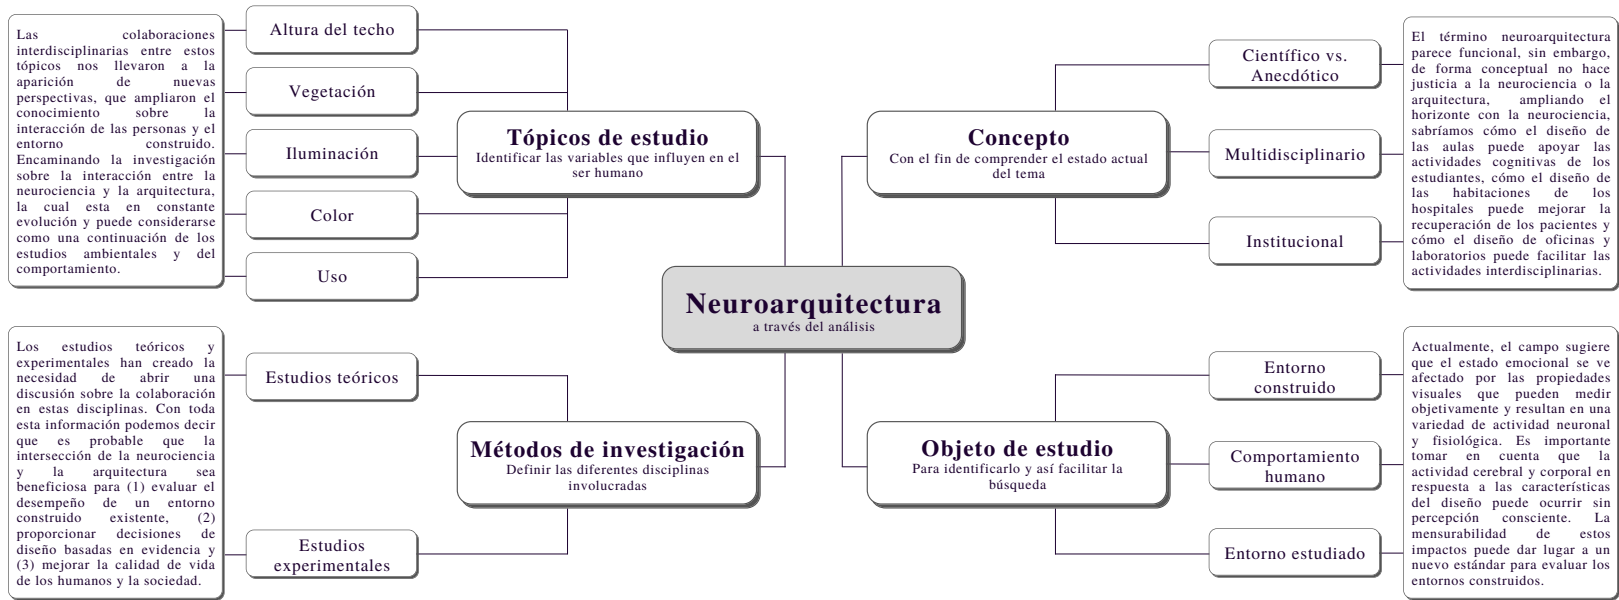 Las colaboraciones
interdisciplinarias entre estos
tópicos nos llevaron a la
aparición de nuevas
perspectivas, que ampliaron el
conocimiento sobre la
interacción de las personas y el
entorno construido.
Encaminando la investigación
sobre la interacción entre la
neurociencia y la arquitectura,
la cual esta en constante
evolución y puede considerarse
como una continuación de los
estudios ambientales y del
comportamiento.
Altura del techo
Vegetación
Iluminación
Color
Uso
Tópicos de estudio
Identificar las variables que influyen en el
ser humano
Concepto
Con el fin de comprender el estado actual
del tema
Científico vs.
Anecdótico
Multidisciplinario
Institucional
El término neuroarquitectura
parece funcional, sin embargo,
de forma conceptual no hace
justicia a la neurociencia o la
arquitectura, ampliando el
horizonte con la neurociencia,
sabríamos cómo el diseño de
las aulas puede apoyar las
actividades cognitivas de los
estudiantes, cómo el diseño de
las habitaciones de los
hospitales puede mejorar la
recuperación de los pacientes y
cómo el diseño de oficinas y
laboratorios puede facilitar las
actividades interdisciplinarias.
Neuroarquitectura
a través del análisis
Los estudios teóricos y
experimentales han creado la
necesidad de abrir una
discusión sobre la colaboración
en estas disciplinas. Con toda
esta información podemos decir
que es probable que la
intersección de la neurociencia
y la arquitectura sea
beneficiosa para (1) evaluar el
desempeño de un entorno
construido existente, (2)
proporcionar decisiones de
diseño basadas en evidencia y
(3) mejorar la calidad de vida
de los humanos y la sociedad.
Estudios teóricos
Estudios
experimentales
Métodos de investigación
Definir las diferentes disciplinas
involucradas
Objeto de estudio
Para identificarlo y así facilitar la
búsqueda
Entorno
construido
Comportamiento
humano
Entorno estudiado
Actualmente, el campo sugiere
que el estado emocional se ve
afectado por las propiedades
visuales que pueden medir
objetivamente y resultan en una
variedad de actividad neuronal
y fisiológica. Es importante
tomar en cuenta que la
actividad cerebral y corporal en
respuesta a las características
del diseño puede ocurrir sin
percepción consciente. La
mensurabilidad de estos
impactos puede dar lugar a un
nuevo estándar para evaluar los
entornos construidos.